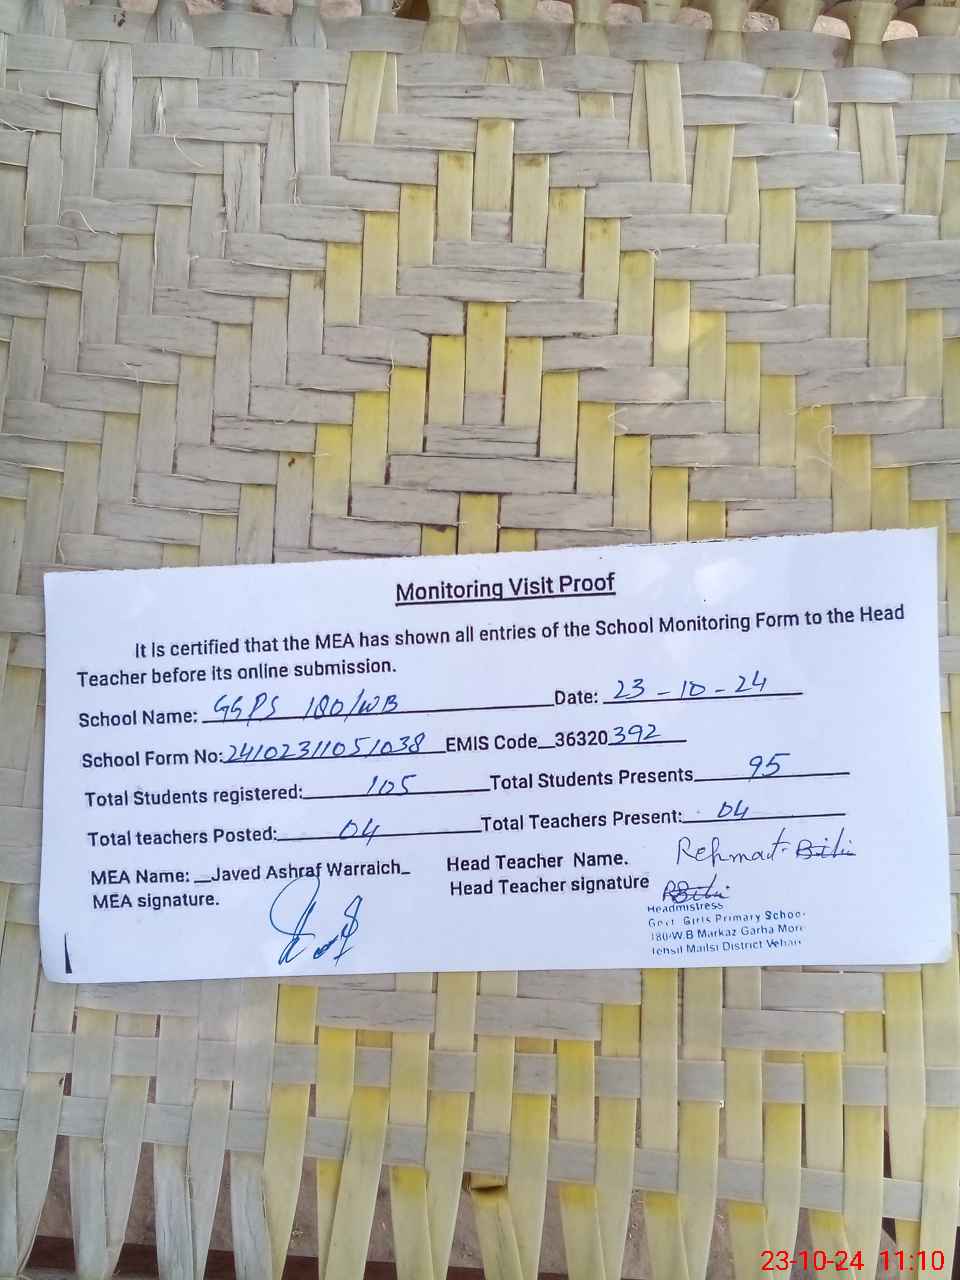 Monitoring Visit Proof
It is certified that the MEA has shown all entries of the School Monitoring Form to the Head
Teacher before its online submission.
School Name: GGPS 180/WB Date: 23-10-24
School Form No: 24102311051038 EMIS Code__36320392
Total Students registered: 105 Total Students Presents 95
Total teachers Posted: 04 Total Teachers Present: 04
MEA Name: __Javed Ashraf Warraich_ Head Teacher Name. Rehmat Bibi
MEA signature. Head Teacher signature RBibi
Headmistress
Govt. Girls Primary School
180-W.B Markaz Garha More
Tehsil Mailsi District Vehari
23-10-24 11:10